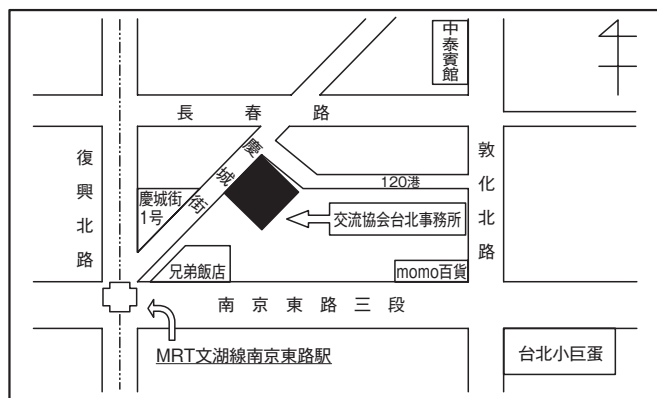 中泰賓館
長春路
復興北路
慶城街
敦化北路
120港
慶城街
1号
交流協会台北事務所
兄弟飯店
momo百貨
南京東路三段
MRT文湖線南京東路駅
台北小巨蛋